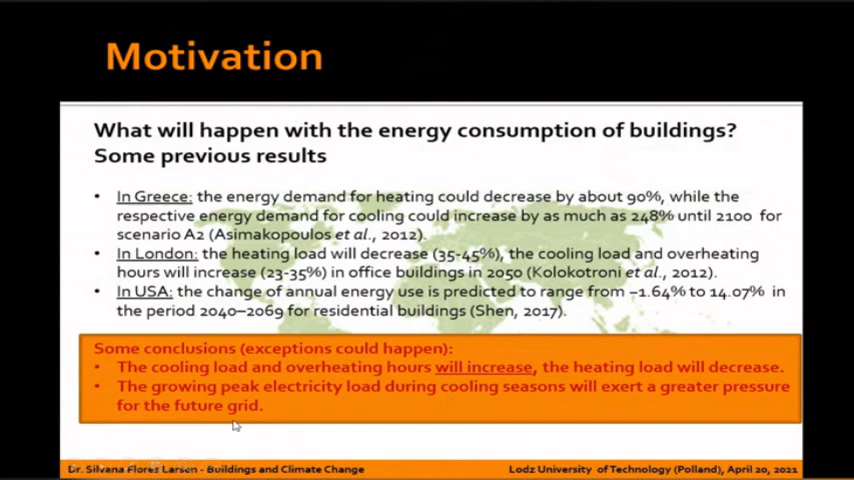 Motivation
What will happen with the energy consumption of buildings?
Some previous results
• In Greece: the energy demand for heating could decrease by about 90%, while the
respective energy demand for cooling could increase by as much as 248% until 2100 for
scenario A2 (Asimakopoulos et al., 2012).
• In London: the heating load will decrease (35-45%), the cooling load and overheating
hours will increase (23-35%) in office buildings in 2050 (Kolokotroni et al., 2012).
• In USA: the change of annual energy use is predicted to range from −1.64% to 14.07% in
the period 2040–2069 for residential buildings (Shen, 2017).
Some conclusions (exceptions could happen):
• The cooling load and overheating hours will increase, the heating load will decrease.
• The growing peak electricity load during cooling seasons will exert a greater pressure
for the future grid.
Dr. Silvana Flores Larsen - Buildings and Climate Change
Lodz University of Technology (Polland), April 20, 2021